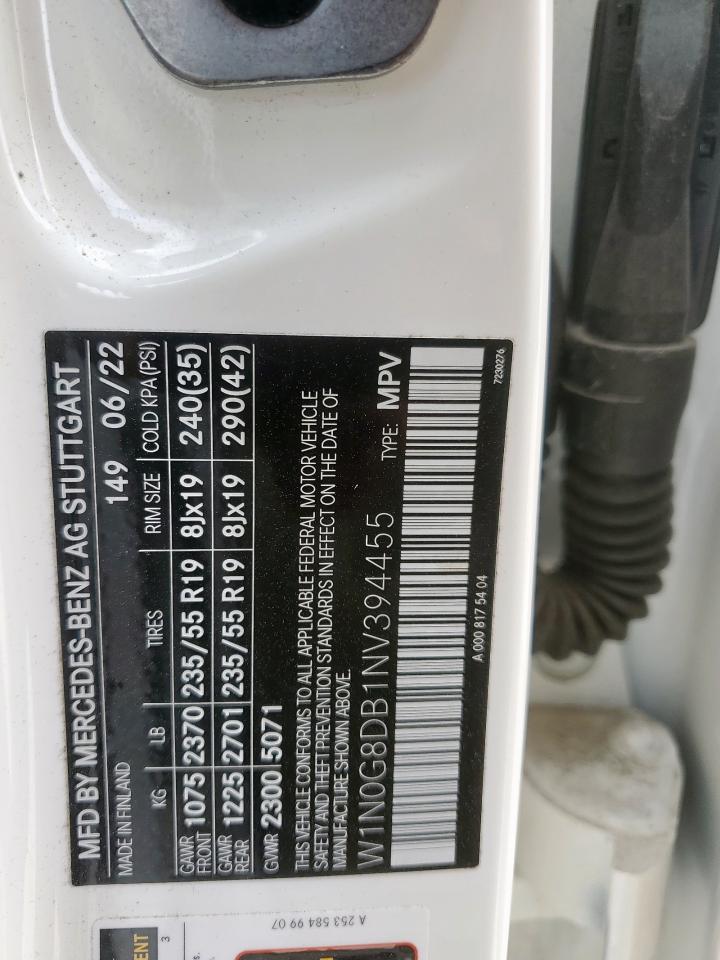 MFD BY MERCEDES-BENZ AG STUTTGART
MADE IN FINLAND 149 06/22
KG LB TIRES RIM SIZE COLD KPA(PSI)
GAWR FRONT 1075 2370 235/55 R19 8Jx19 240(35)
GAWR REAR 1225 2701 235/55 R19 8Jx19 290(42)
GVWR 2300 5071
THIS VEHICLE CONFORMS TO ALL APPLICABLE FEDERAL MOTOR VEHICLE
SAFETY AND THEFT PREVENTION STANDARDS IN EFFECT ON THE DATE OF
MANUFACTURE SHOWN ABOVE.
W1N0G8DB1NV394455 TYPE: MPV
7230276
A 000 817 54 04
A 253 584 99 07
3